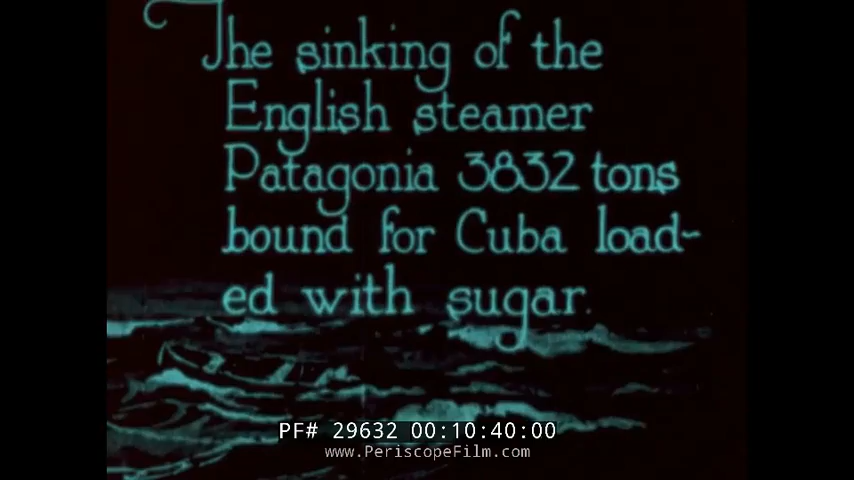 The sinking of the
English steamer
Patagonia 3832 tons
bound for Cuba load-
ed with sugar.
PF# 29632 00:10:40:00
www.PeriscopeFilm.com